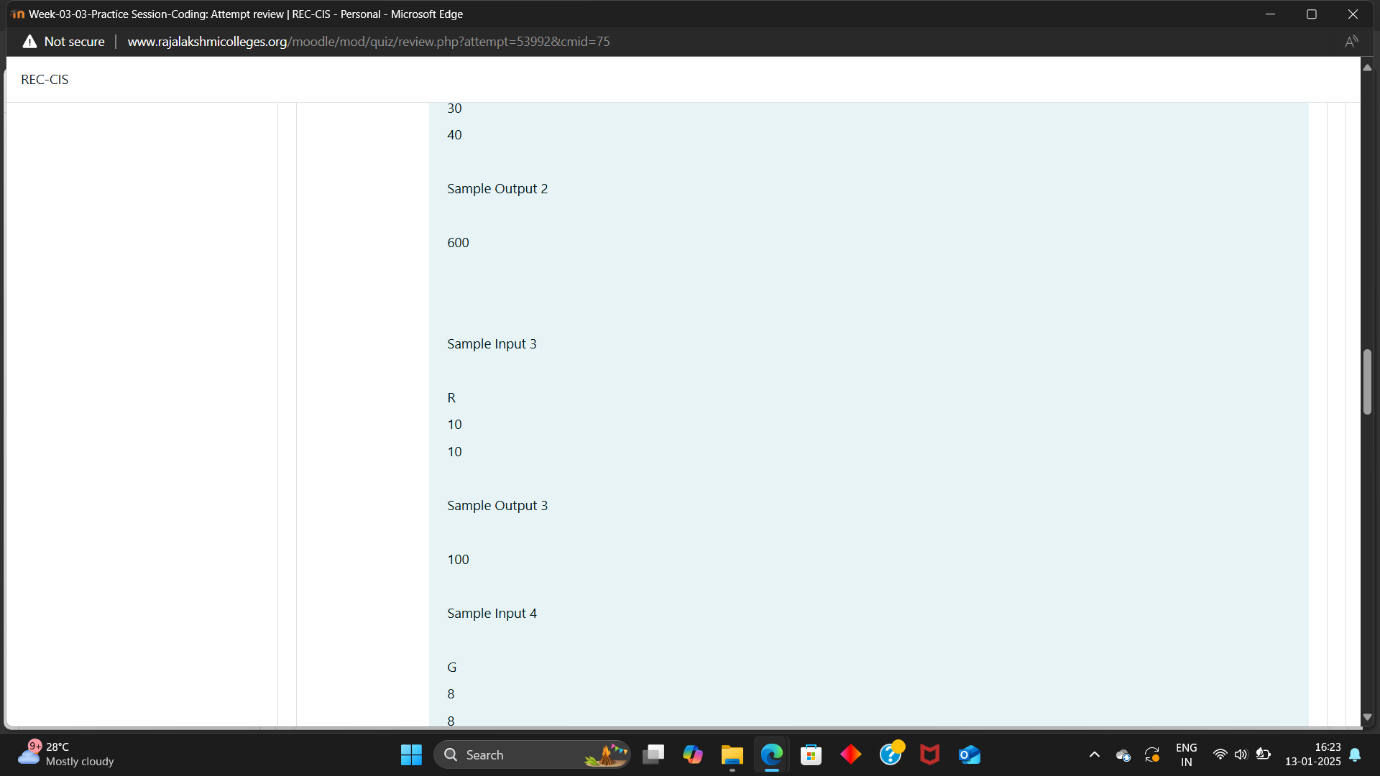 Week-03-03-Practice Session-Coding: Attempt review | REC-CIS - Personal - Microsoft Edge
Not secure | www.rajalakshmicolleges.org/moodle/mod/quiz/review.php?attempt=53992&cmid=75
REC-CIS
30
40
Sample Output 2
600
Sample Input 3
R
10
10
Sample Output 3
100
Sample Input 4
G
8
8
9+
28°C
Mostly cloudy
Search
ENG
IN
16:23
13-01-2025